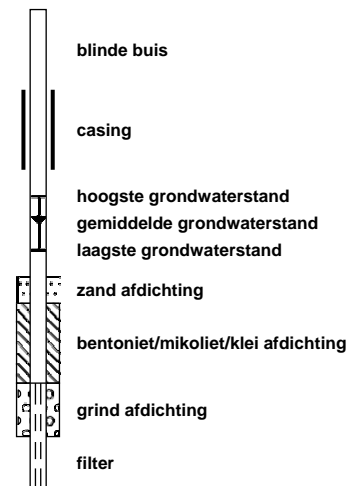 blinde buis
casing
hoogste grondwaterstand
gemiddelde grondwaterstand
laagste grondwaterstand
zand afdichting
bentoniet/mikoliet/klei afdichting
grind afdichting
filter